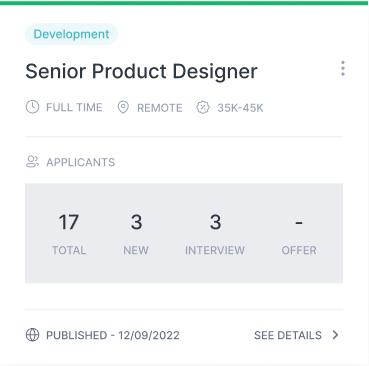 Development
Senior Product Designer
FULL TIME REMOTE 35K-45K
APPLICANTS
17 3 3 -
TOTAL NEW INTERVIEW OFFER
PUBLISHED - 12/09/2022 SEE DETAILS